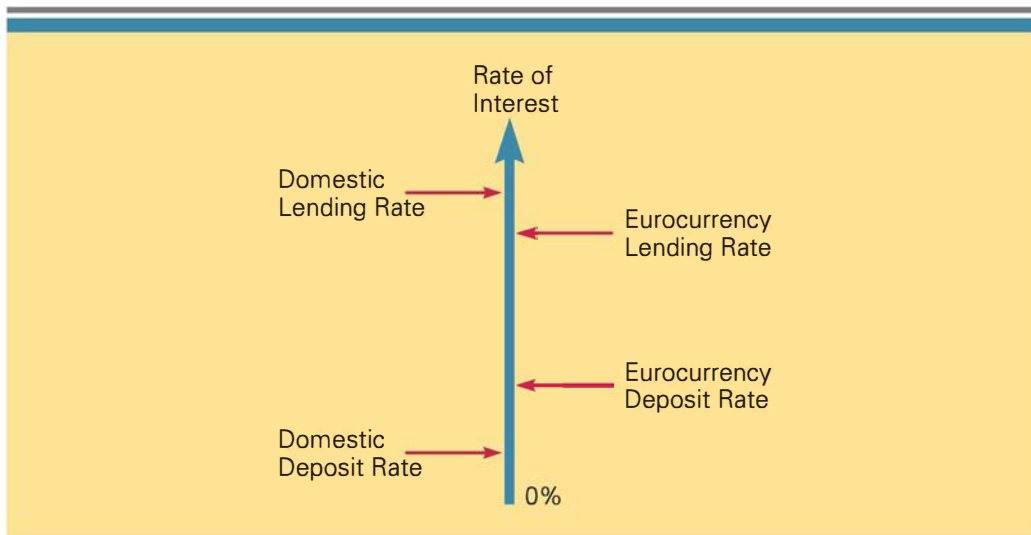 Rate of
Interest
Domestic
Lending Rate
Eurocurrency
Lending Rate
Eurocurrency
Deposit Rate
Domestic
Deposit Rate
0%